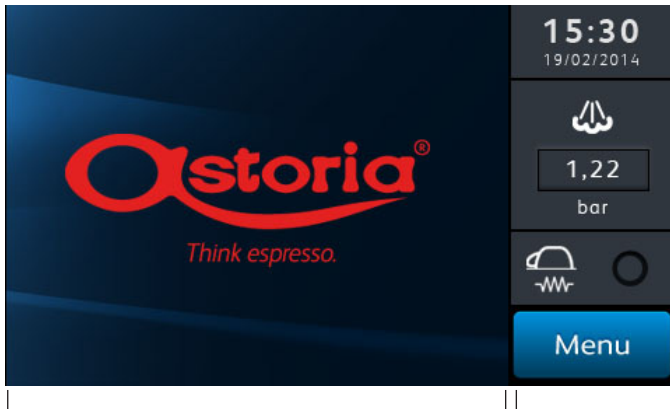 astoria®
Think espresso.
15:30
19/02/2014
1,22
bar
Menu